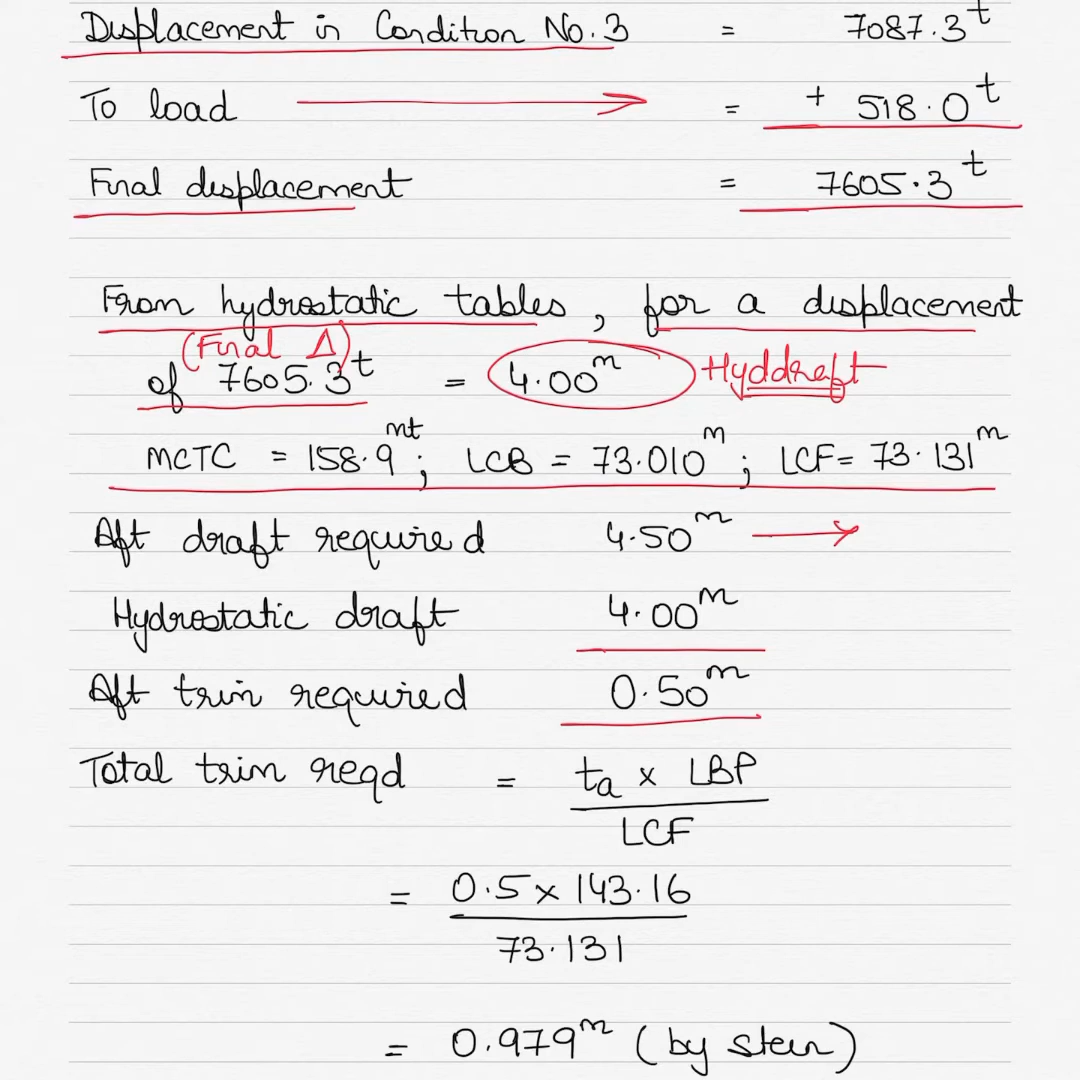 Displacement in Condition No.3 = 7087.3t
To load → = + 518.0t
Final displacement = 7605.3t
From hydrostatic tables, for a displacement
(Final Δ)
of 7605.3t = 4.00m Hyddraft
MCTC = 158.9mt; LCB = 73.010m; LCF= 73.131m
Aft draft required 4.50m →
Hydrostatic draft 4.00m
Aft trim required 0.50m
Total trim reqd = ta x LBP
LCF
= 0.5 x 143.16
73.131
= 0.979m (by stern)